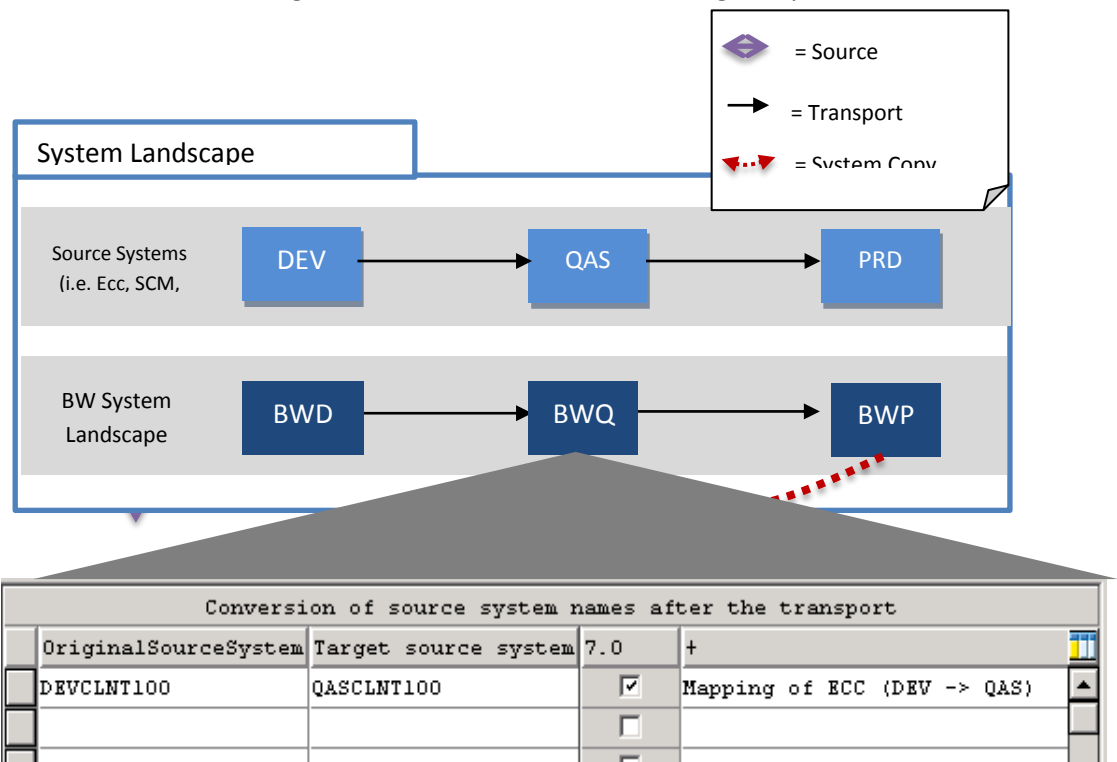 = Source
= Transport
= System Copy
System Landscape
Source Systems
(i.e. Ecc, SCM,
DEV
QAS
PRD
BW System
Landscape
BWD
BWQ
BWP
Conversion of source system names after the transport
OriginalSourceSystem Target source system 7.0 +
DEVCLNT100 QASCLNT100 Mapping of ECC (DEV -> QAS)